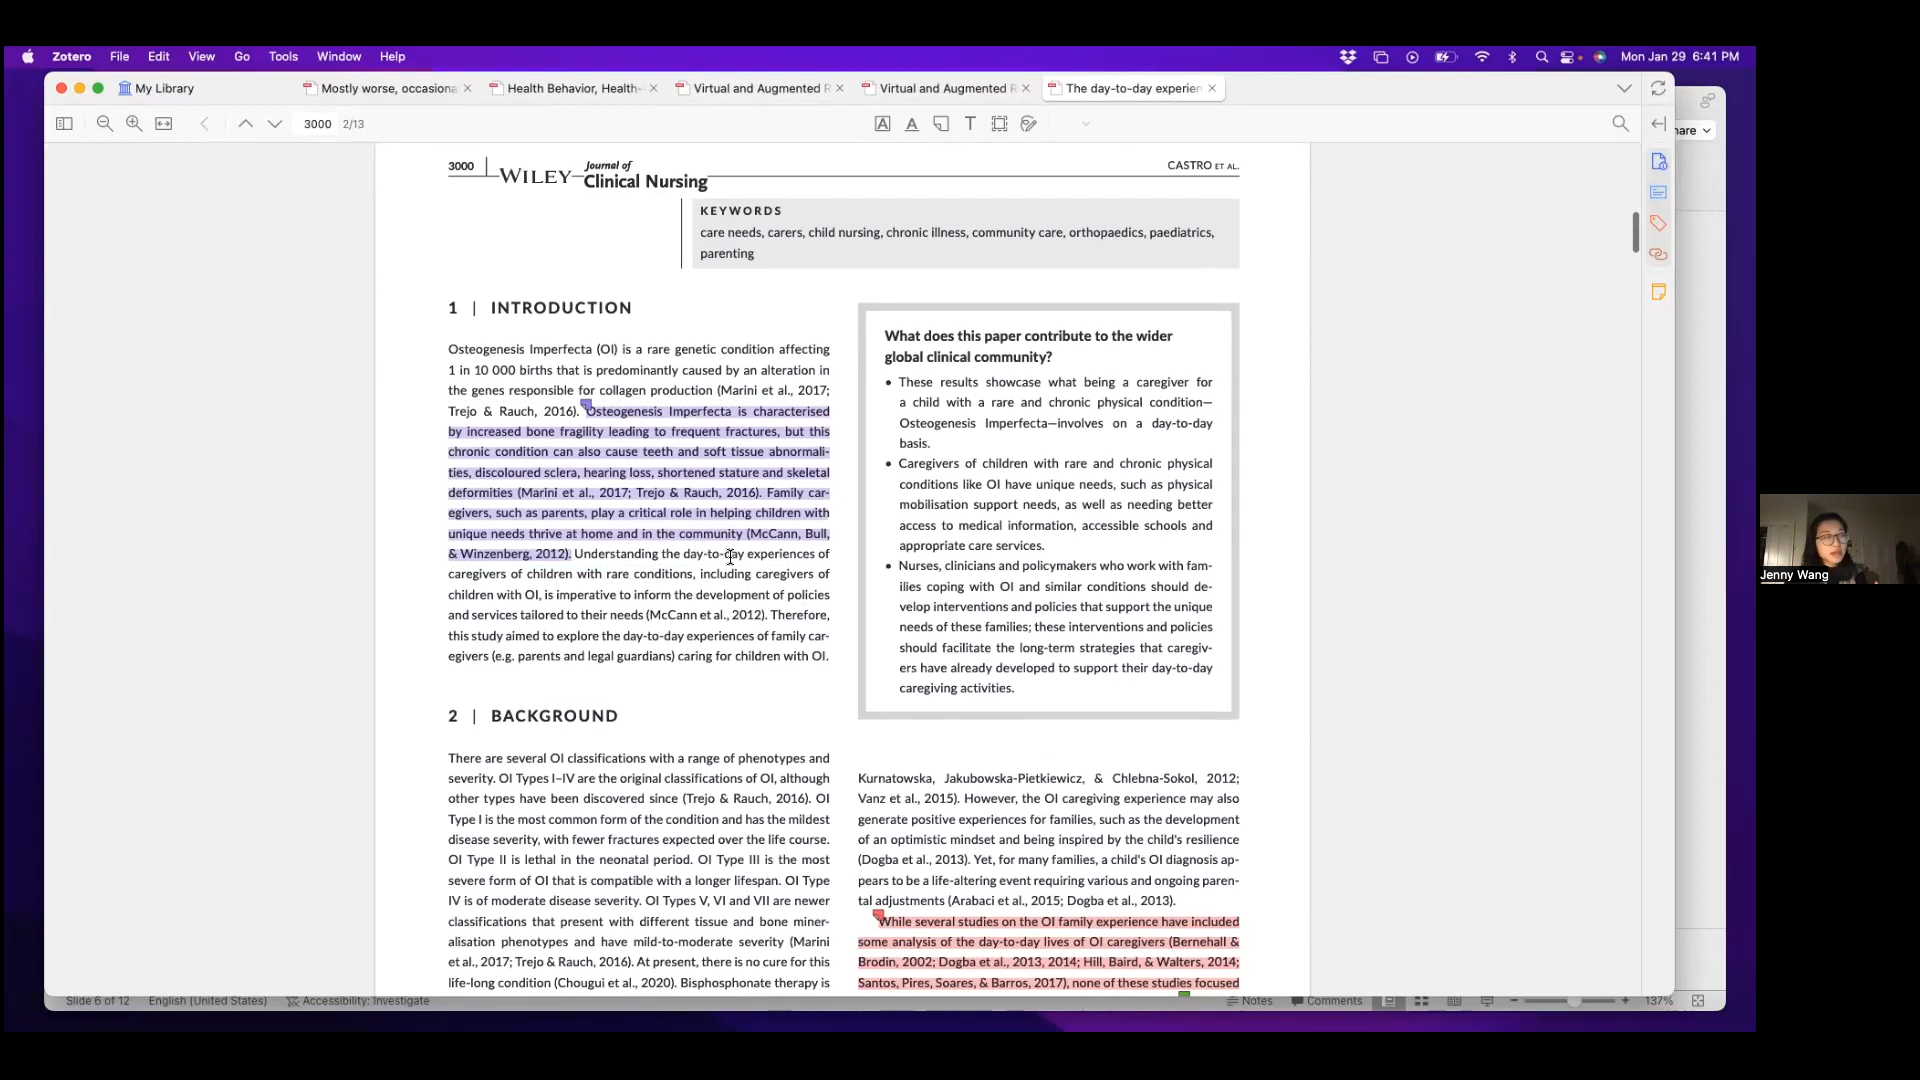 Zotero File Edit View Go Tools Window Help
Mon Jan 29 6:41 PM
My Library
Mostly worse, occasiona
Health Behavior, Health-
Virtual and Augmented R
Virtual and Augmented R
The day-to-day experien
3000 2/13
hare
3000
WILEY
Journal of
Clinical Nursing
CASTRO ET AL.
KEYWORDS
care needs, carers, child nursing, chronic illness, community care, orthopaedics, paediatrics,
parenting
1 | INTRODUCTION
Osteogenesis Imperfecta (OI) is a rare genetic condition affecting
1 in 10 000 births that is predominantly caused by an alteration in
the genes responsible for collagen production (Marini et al., 2017;
Trejo & Rauch, 2016). Osteogenesis Imperfecta is characterised
by increased bone fragility leading to frequent fractures, but this
chronic condition can also cause teeth and soft tissue abnormali-
ties, discoloured sclera, hearing loss, shortened stature and skeletal
deformities (Marini et al., 2017; Trejo & Rauch, 2016). Family car-
egivers, such as parents, play a critical role in helping children with
unique needs thrive at home and in the community (McCann, Bull,
& Winzenberg, 2012). Understanding the day-to-day experiences of
caregivers of children with rare conditions, including caregivers of
children with OI, is imperative to inform the development of policies
and services tailored to their needs (McCann et al., 2012). Therefore,
this study aimed to explore the day-to-day experiences of family car-
egivers (e.g. parents and legal guardians) caring for children with OI.
2 | BACKGROUND
There are several OI classifications with a range of phenotypes and
severity. OI Types I–IV are the original classifications of OI, although
other types have been discovered since (Trejo & Rauch, 2016). OI
Type I is the most common form of the condition and has the mildest
disease severity, with fewer fractures expected over the life course.
OI Type II is lethal in the neonatal period. OI Type III is the most
severe form of OI that is compatible with a longer lifespan. OI Type
IV is of moderate disease severity. OI Types V, VI and VII are newer
classifications that present with different tissue and bone miner-
alisation phenotypes and have mild-to-moderate severity (Marini
et al., 2017; Trejo & Rauch, 2016). At present, there is no cure for this
life-long condition (Chougui et al., 2020). Bisphosphonate therapy is
What does this paper contribute to the wider
global clinical community?
• These results showcase what being a caregiver for
a child with a rare and chronic physical condition—
Osteogenesis Imperfecta—involves on a day-to-day
basis.
• Caregivers of children with rare and chronic physical
conditions like OI have unique needs, such as physical
mobilisation support needs, as well as needing better
access to medical information, accessible schools and
appropriate care services.
• Nurses, clinicians and policymakers who work with fam-
ilies coping with OI and similar conditions should de-
velop interventions and policies that support the unique
needs of these families; these interventions and policies
should facilitate the long-term strategies that caregiv-
ers have already developed to support their day-to-day
caregiving activities.
Kurnatowska, Jakubowska-Pietkiewicz, & Chlebna-Sokol, 2012;
Vanz et al., 2015). However, the OI caregiving experience may also
generate positive experiences for families, such as the development
of an optimistic mindset and being inspired by the child's resilience
(Dogba et al., 2013). Yet, for many families, a child's OI diagnosis ap-
pears to be a life-altering event requiring various and ongoing paren-
tal adjustments (Arabaci et al., 2015; Dogba et al., 2013).
While several studies on the OI family experience have included
some analysis of the day-to-day lives of OI caregivers (Bernehall &
Brodin, 2002; Dogba et al., 2013, 2014; Hill, Baird, & Walters, 2014;
Santos, Pires, Soares, & Barros, 2017), none of these studies focused
Slide 6 of 12 English (United States) Accessibility: Investigate
Notes Comments 137%
Jenny Wang